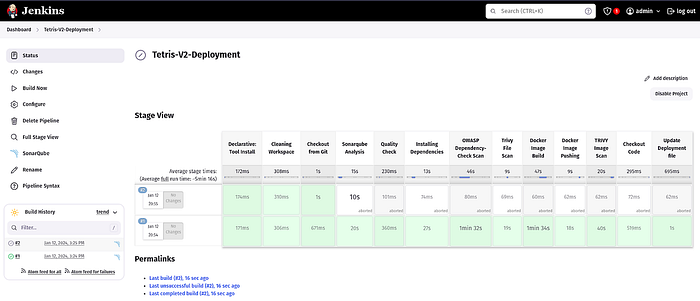 Jenkins
Search (CTRL+K)
1
admin
log out
Dashboard
Tetris-V2-Deployment
Status
Changes
Build Now
Configure
Delete Pipeline
Full Stage View
SonarQube
Rename
Pipeline Syntax
Build History
trend
Filter...
/
#2
Jan 12, 2024, 3:25 PM
#1
Jan 12, 2024, 3:24 PM
Atom feed for all
Atom feed for failures
Tetris-V2-Deployment
Add description
Disable Project
Stage View
Declarative: Tool Install
Cleaning Workspace
Checkout from Git
Sonarqube Analysis
Quality Check
Installing Dependencies
OWASP Dependency-Check Scan
Trivy File Scan
Docker Image Build
Docker Image Pushing
TRIVY Image Scan
Checkout Code
Update Deployment file
Average stage times:
(Average full run time: ~5min 16s)
172ms
308ms
1s
15s
230ms
13s
46s
9s
47s
9s
20s
295ms
695ms
#2
Jan 12
No Changes
174ms
310ms
1s
10s
aborted
101ms
aborted
74ms
aborted
80ms
aborted
69ms
aborted
60ms
aborted
62ms
aborted
62ms
aborted
72ms
aborted
62ms
aborted
Jan 12
No Changes
171ms
306ms
671ms
20s
360ms
27s
1min 32s
19s
1min 34s
18s
40s
519ms
1s
Permalinks
Last build (#2), 16 sec ago
Last unsuccessful build (#2), 16 sec ago
Last completed build (#2), 16 sec ago